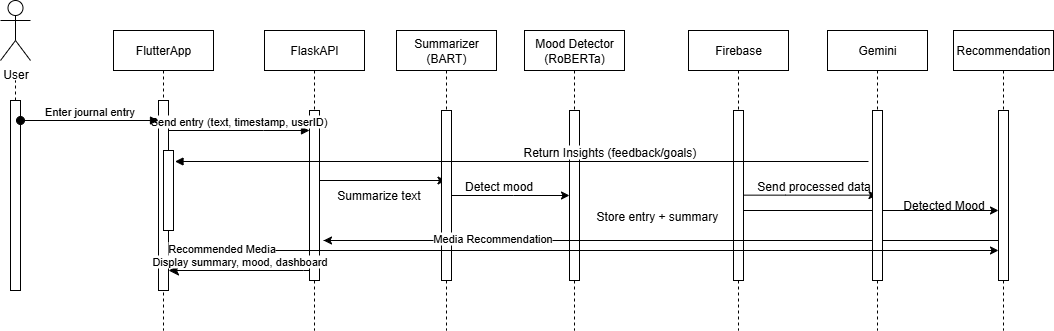 User
FlutterApp
FlaskAPI
Summarizer
(BART)
Mood Detector
(RoBERTa)
Firebase
Gemini
Recommendation
Enter journal entry
Send entry (text, timestamp, userID)
Return Insights (feedback/goals)
Summarize text
Detect mood
Send processed data
Detected Mood
Store entry + summary
Media Recommendation
Recommended Media
Display summary, mood, dashboard